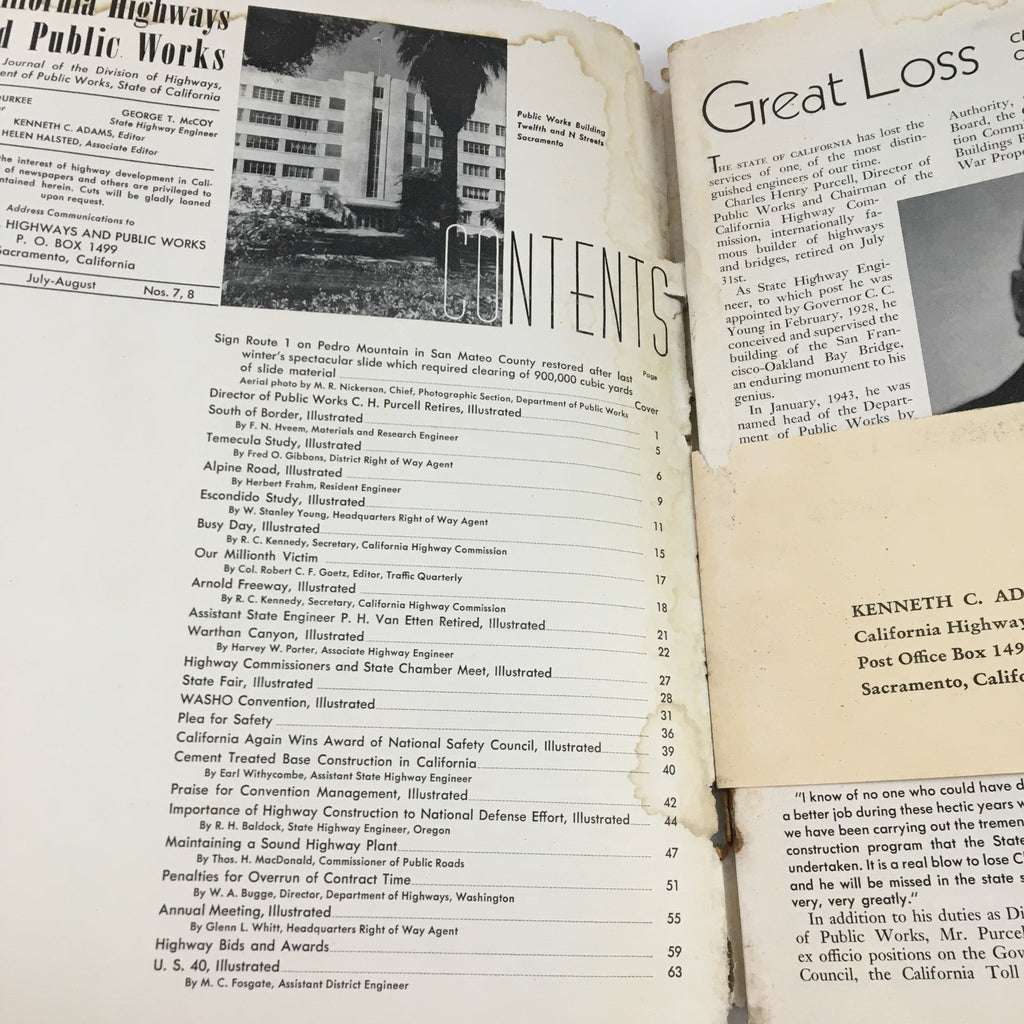 Highways
d Public Works
Journal of the Division of Highways,
ent of Public Works, State of California
GEORGE T. McCOY
State Highway Engineer
KENNETH C. ADAMS, Editor
HELEN HALSTED, Associate Editor
he interest of highway development in Cali-
of newspapers and others are privileged to
ntained herein. Cuts will be gladly loaned
upon request.
Address Communications to
HIGHWAYS AND PUBLIC WORKS
P. O. BOX 1499
Sacramento, California
July-August Nos. 7, 8
Public Works Building
Twelfth and N Streets
Sacramento
CONTENTS
Page
Sign Route 1 on Pedro Mountain in San Mateo County restored after last
winter's spectacular slide which required clearing of 900,000 cubic yards
of slide material Cover
Aerial photo by M. R. Nickerson, Chief, Photographic Section, Department of Public Works
Director of Public Works C. H. Purcell Retires, Illustrated 1
South of Border, Illustrated 5
By F. N. Hveem, Materials and Research Engineer
Temecula Study, Illustrated 6
By Fred O. Gibbons, District Right of Way Agent
Alpine Road, Illustrated 9
By Herbert Frahm, Resident Engineer
Escondido Study, Illustrated 11
By W. Stanley Young, Headquarters Right of Way Agent
Busy Day, Illustrated 15
By R. C. Kennedy, Secretary, California Highway Commission
Our Millionth Victim 17
By Col. Robert C. F. Goetz, Editor, Traffic Quarterly
Arnold Freeway, Illustrated 18
By R. C. Kennedy, Secretary, California Highway Commission
Assistant State Engineer P. H. Van Etten Retired, Illustrated 21
Warthan Canyon, Illustrated 22
By Harvey W. Porter, Associate Highway Engineer
Highway Commissioners and State Chamber Meet, Illustrated 27
State Fair, Illustrated 28
WASHO Convention, Illustrated 31
Plea for Safety 36
California Again Wins Award of National Safety Council, Illustrated 39
Cement Treated Base Construction in California 40
By Earl Withycombe, Assistant State Highway Engineer
Praise for Convention Management, Illustrated 42
Importance of Highway Construction to National Defense Effort, Illustrated 44
By R. H. Baldock, State Highway Engineer, Oregon
Maintaining a Sound Highway Plant 47
By Thos. H. MacDonald, Commissioner of Public Roads
Penalties for Overrun of Contract Time 51
By W. A. Bugge, Director, Department of Highways, Washington
Annual Meeting, Illustrated 55
By Glenn L. Whitt, Headquarters Right of Way Agent
Highway Bids and Awards 59
U. S. 40, Illustrated 63
By M. C. Fosgate, Assistant District Engineer
Great Loss
THE STATE OF CALIFORNIA has lost the
services of one, of the most distin-
guished engineers of our time.
Charles Henry Purcell, Director of
Public Works and Chairman of the
California Highway Com-
mission, internationally fa-
mous builder of highways
and bridges, retired on July
31st.
As State Highway Engi-
neer, to which post he was
appointed by Governor C. C.
Young in February, 1928, he
conceived and supervised the
building of the San Fran-
cisco-Oakland Bay Bridge,
an enduring monument to his
genius.
In January, 1943, he was
named head of the Depart-
ment of Public Works by
Authority,
Board, the
tion Comm
Buildings
War Prope
KENNETH C. AD
California Highway
Post Office Box 149
Sacramento, Califo
"I know of no one who could have d
a better job during these hectic years w
we have been carrying out the tremen
construction program that the State
undertaken. It is a real blow to lose C
and he will be missed in the state s
very, very greatly."
In addition to his duties as Di
of Public Works, Mr. Purcel
ex officio positions on the Gov
Council, the California Toll